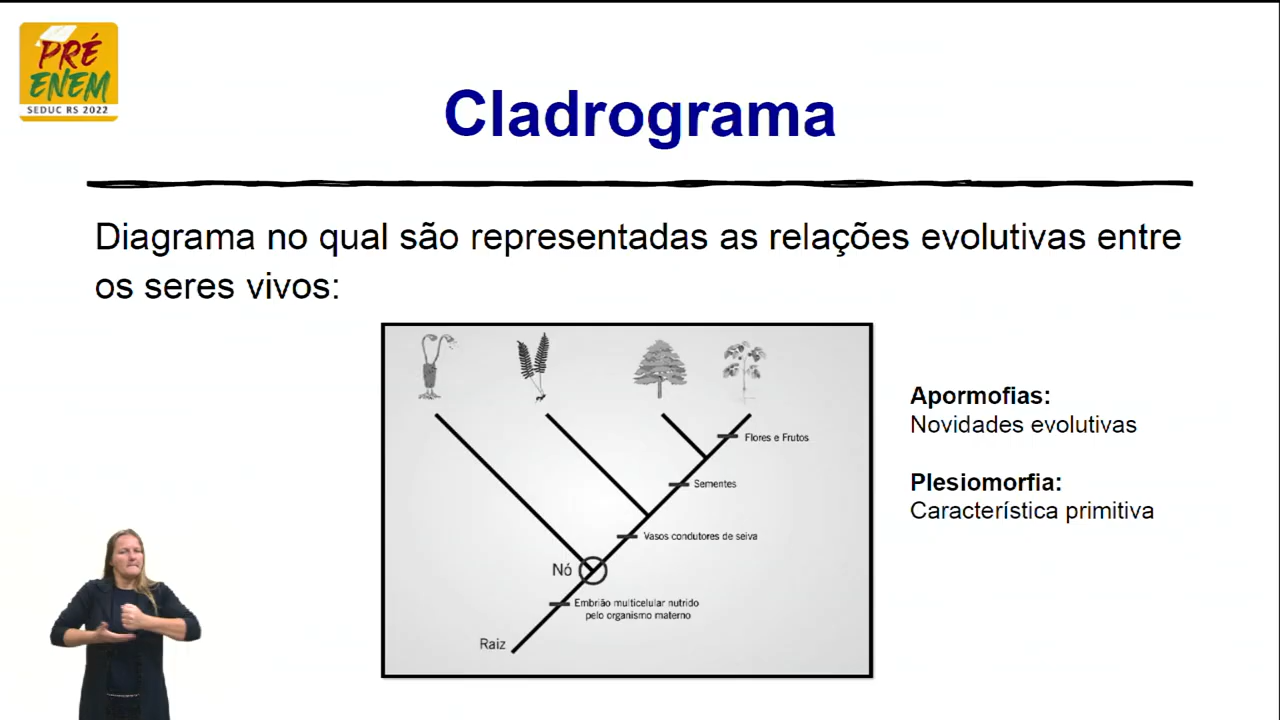 PRÉ
ENEM
SEDUC RS 2022
Cladrograma
Diagrama no qual são representadas as relações evolutivas entre
os seres vivos:
Flores e Frutos
Sementes
Vasos condutores de seiva
Nó
Embrião multicelular nutrido
pelo organismo materno
Raiz
Apormofias:
Novidades evolutivas
Plesiomorfia:
Característica primitiva